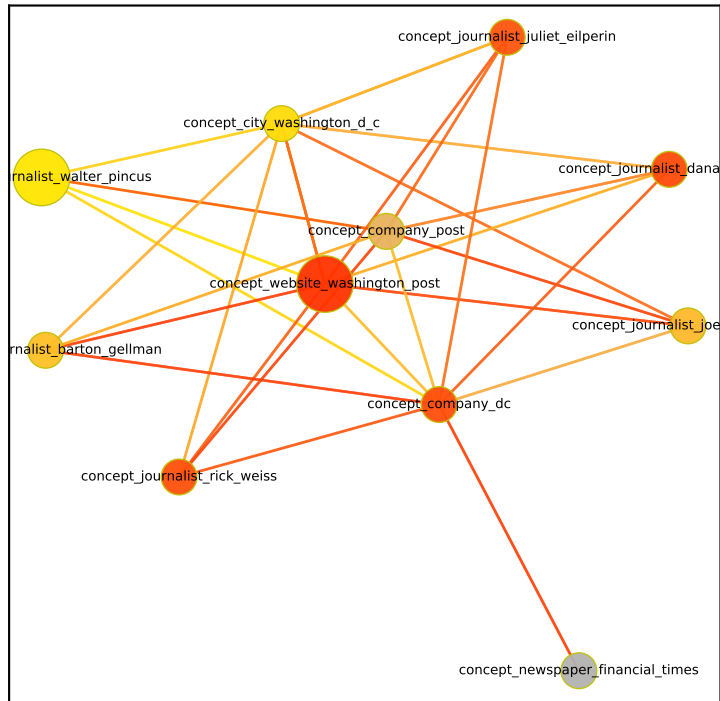 concept_journalist_juliet_eilperin
concept_city_washington_d_c
concept_journalist_dana
rnalist_walter_pincus
concept_company_post
concept_website_washington_post
concept_journalist_joe
rnalist_barton_gellman
concept_company_dc
concept_journalist_rick_weiss
concept_newspaper_financial_times